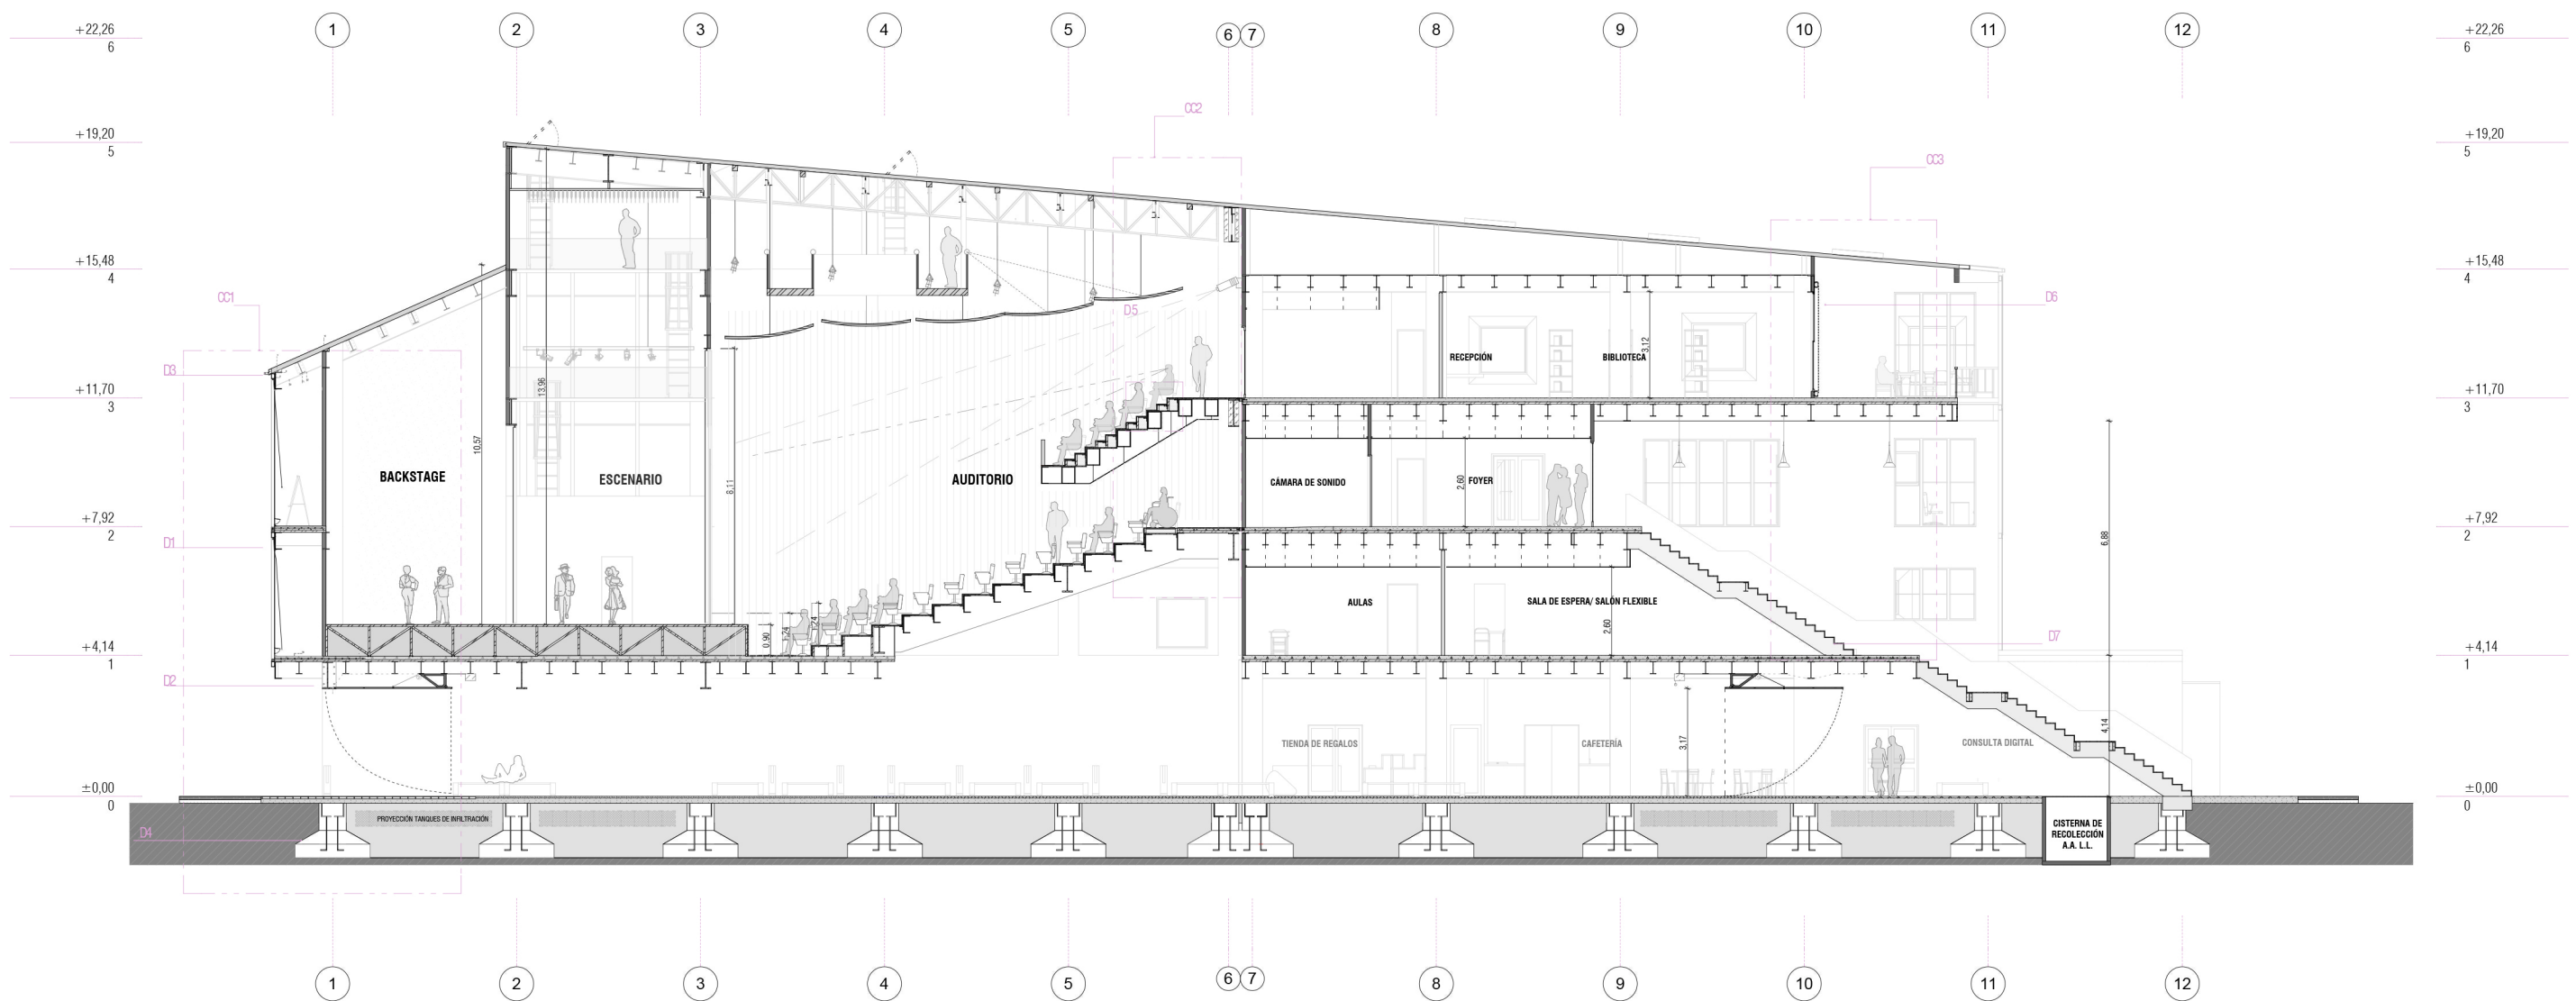 1 2 3 4 5 6 7 8 9 10 11 12
+22,26
6
+22,26
6
CC2
+19,20
5
+19,20
5
CC3
+15,48
4
+15,48
4
CC1
D5
D6
D3
3,12
RECEPCIÓN
BIBLIOTECA
+11,70
3
+11,70
3
13,96
10,57
8,11
BACKSTAGE
ESCENARIO
AUDITORIO
CÁMARA DE SONIDO
2,60
FOYER
+7,92
2
+7,92
2
D1
6,88
AULAS
SALA DE ESPERA/ SALÓN FLEXIBLE
2,60
0,90
1,24
1,24
D7
+4,14
1
+4,14
1
D2
4,14
TIENDA DE REGALOS
CAFETERÍA
3,17
CONSULTA DIGITAL
±0,00
0
±0,00
0
PROYECCIÓN TANQUES DE INFILTRACIÓN
D4
CISTERNA DE
RECOLECCIÓN
A.A. L.L.
1 2 3 4 5 6 7 8 9 10 11 12